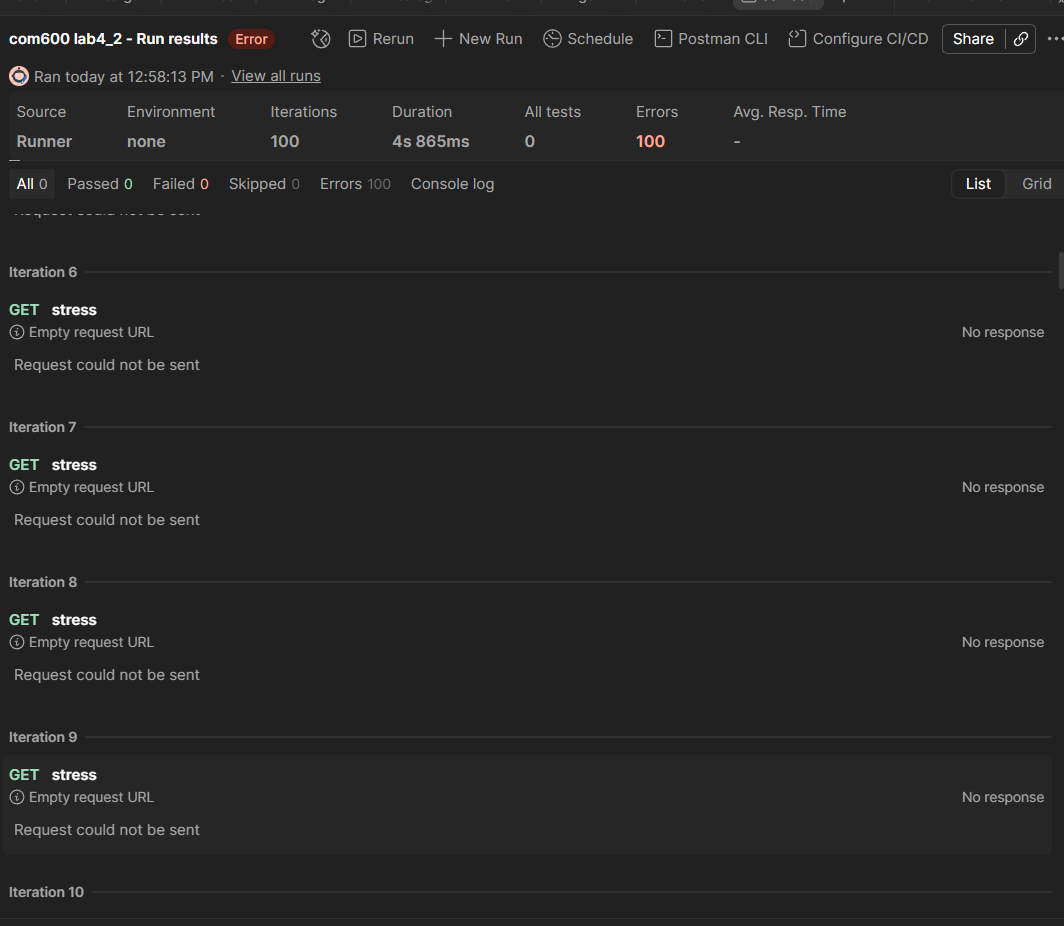 com600 lab4_2 - Run results Error Rerun New Run Schedule Postman CLI Configure CI/CD Share
Ran today at 12:58:13 PM · View all runs
Source Environment Iterations Duration All tests Errors Avg. Resp. Time
Runner none 100 4s 865ms 0 100 -
All 0 Passed 0 Failed 0 Skipped 0 Errors 100 Console log List Grid
Request could not be sent
Iteration 6
GET stress
Empty request URL No response
Request could not be sent
Iteration 7
GET stress
Empty request URL No response
Request could not be sent
Iteration 8
GET stress
Empty request URL No response
Request could not be sent
Iteration 9
GET stress
Empty request URL No response
Request could not be sent
Iteration 10